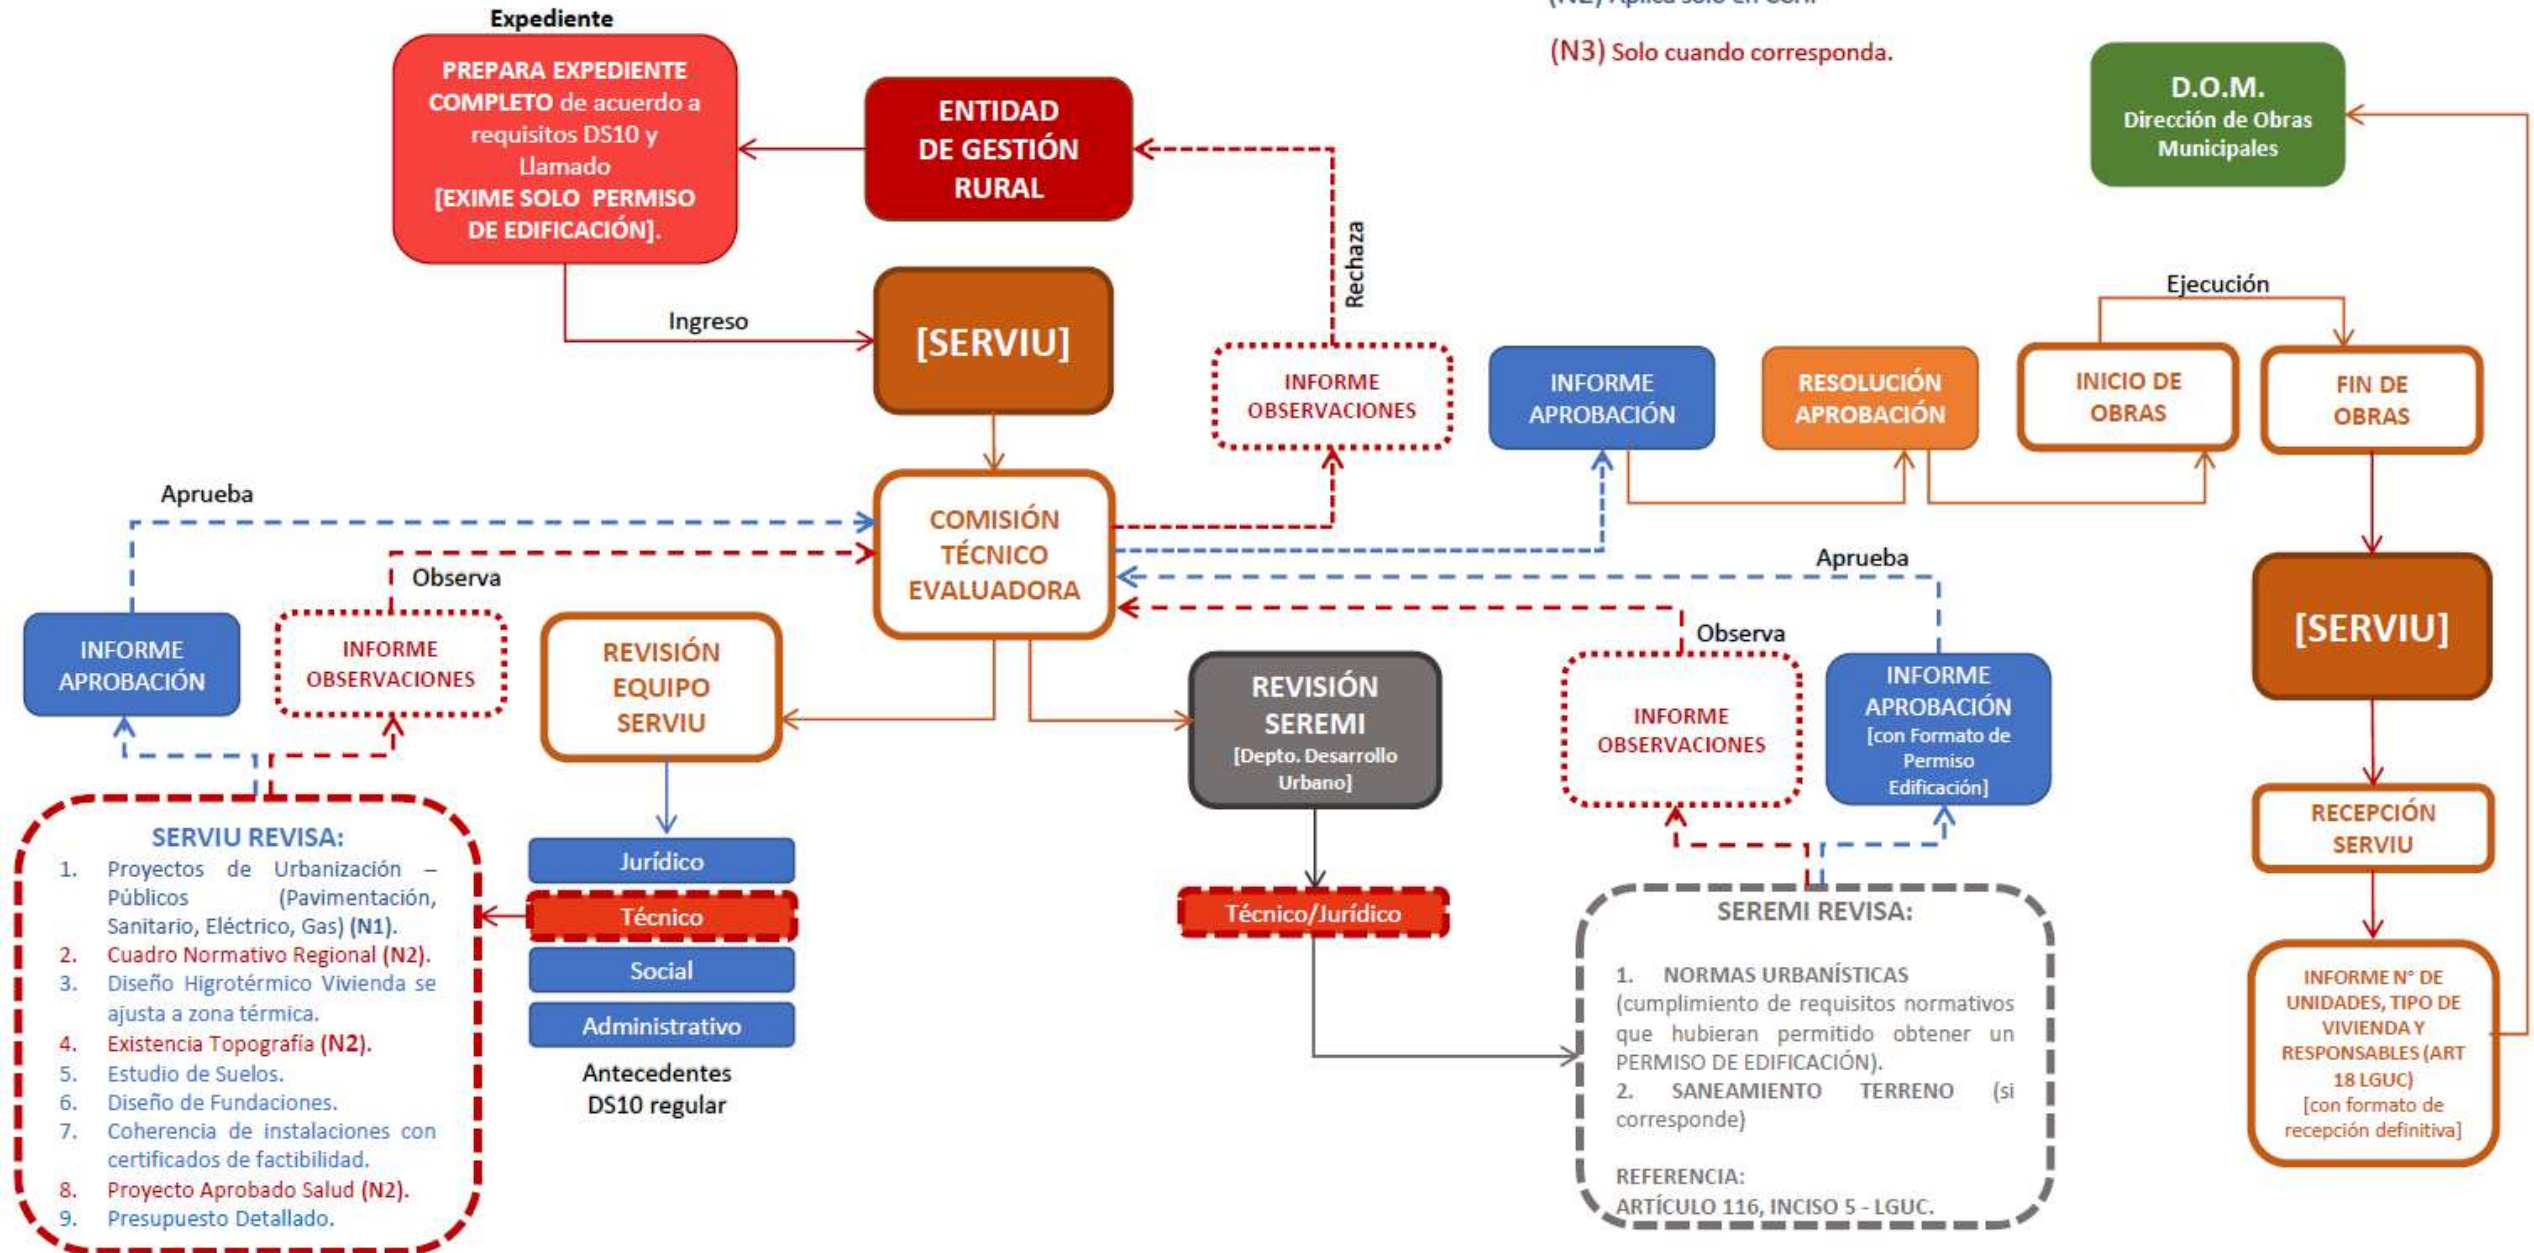 (N3) Solo cuando corresponda.
Expediente
PREPARA EXPEDIENTE
COMPLETO de acuerdo a
requisitos DS10 y
Llamado
[EXIME SOLO PERMISO
DE EDIFICACIÓN].
ENTIDAD
DE GESTIÓN
RURAL
D.O.M.
Dirección de Obras
Municipales
Rechaza
Ingreso
[SERVIU]
Ejecución
INFORME
OBSERVACIONES
INFORME
APROBACIÓN
RESOLUCIÓN
APROBACIÓN
INICIO DE
OBRAS
FIN DE
OBRAS
Aprueba
COMISIÓN
TÉCNICO
EVALUADORA
Observa
Aprueba
Observa
INFORME
APROBACIÓN
INFORME
OBSERVACIONES
REVISIÓN
EQUIPO
SERVIU
REVISIÓN
SEREMI
[Depto. Desarrollo
Urbano]
INFORME
OBSERVACIONES
INFORME
APROBACIÓN
[con Formato de
Permiso
Edificación]
[SERVIU]
SERVIU REVISA:
1. Proyectos de Urbanización –
Públicos (Pavimentación,
Sanitario, Eléctrico, Gas) (N1).
2. Cuadro Normativo Regional (N2).
3. Diseño Higrotérmico Vivienda se
ajusta a zona térmica.
4. Existencia Topografía (N2).
5. Estudio de Suelos.
6. Diseño de Fundaciones.
7. Coherencia de instalaciones con
certificados de factibilidad.
8. Proyecto Aprobado Salud (N2).
9. Presupuesto Detallado.
Jurídico
Técnico
Social
Administrativo
Antecedentes
DS10 regular
Técnico/Jurídico
SEREMI REVISA:
1. NORMAS URBANÍSTICAS
(cumplimiento de requisitos normativos
que hubieran permitido obtener un
PERMISO DE EDIFICACIÓN).
2. SANEAMIENTO TERRENO (si
corresponde)
REFERENCIA:
ARTÍCULO 116, INCISO 5 - LGUC.
RECEPCIÓN
SERVIU
INFORME N° DE
UNIDADES, TIPO DE
VIVIENDA Y
RESPONSABLES (ART
18 LGUC)
[con formato de
recepción definitiva]